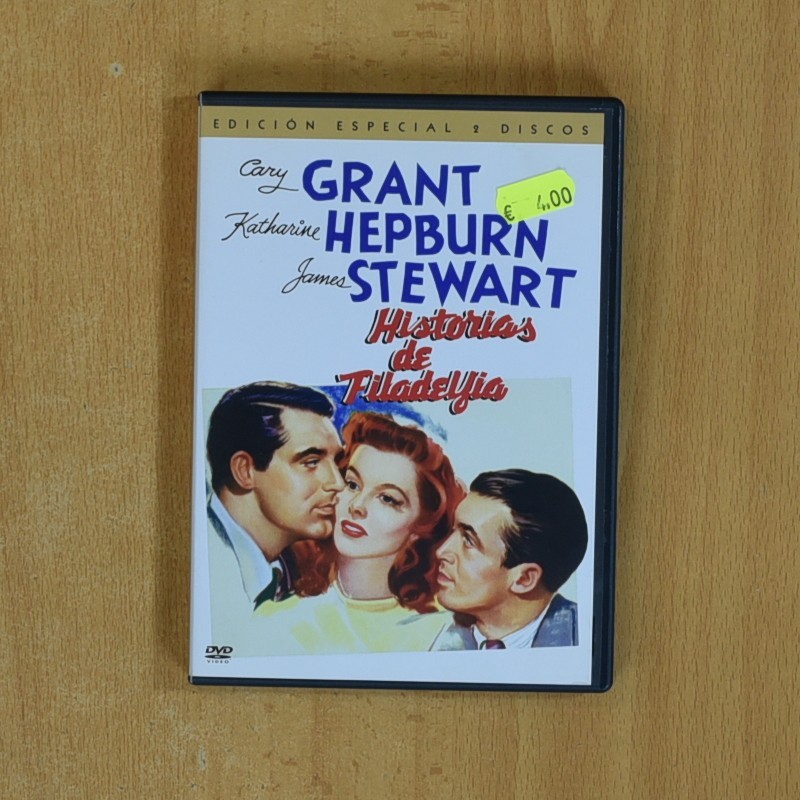 EDICIÓN ESPECIAL 2 DISCOS
Cary GRANT
€ 4,00
Katharine HEPBURN
James STEWART
Historias
de
Filadelfia
DVD
VIDEO